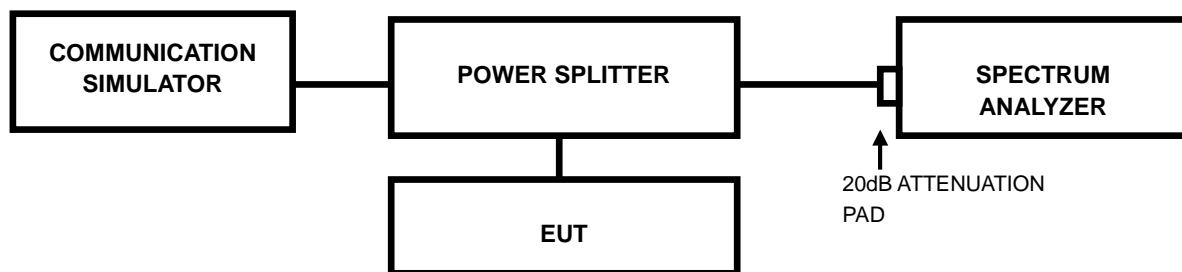 COMMUNICATION
SIMULATOR
POWER SPLITTER
SPECTRUM
ANALYZER
20dB ATTENUATION
PAD
EUT